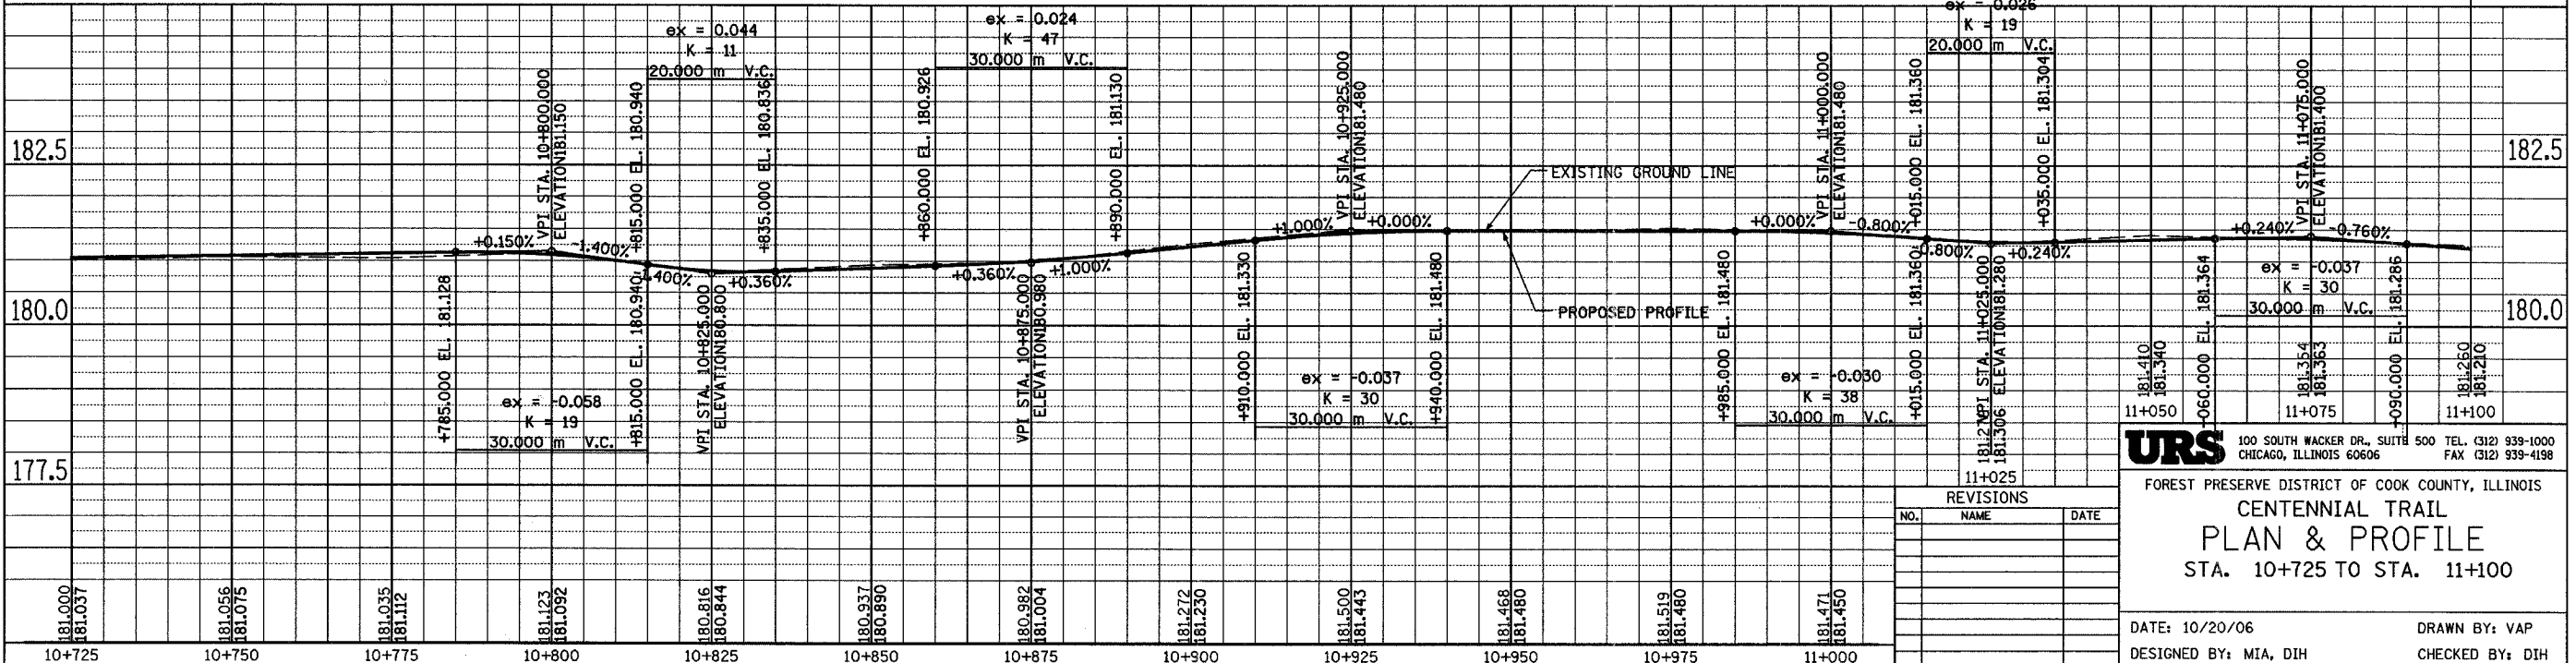 ex = 0.044
K = 11
20.000 m V.C.
ex = 0.024
K = 47
30.000 m V.C.
ex = 0.026
K = 19
20.000 m V.C.
VPI STA. 10+800.000
ELEVATION181.150
+815.000 EL. 180.940
+835.000 EL. 180.836
+860.000 EL. 180.926
+890.000 EL. 181.130
VPI STA. 10+925.000
ELEVATION181.480
VPI STA. 11+000.000
ELEVATION181.480
+015.000 EL. 181.360
+035.000 EL. 181.304
VPI STA. 11+075.000
ELEVATION181.400
182.5
182.5
EXISTING GROUND LINE
+0.150%
-1.400%
-1.400%
+0.360%
+0.360%
+1.000%
+1.000%
+0.000%
+0.000%
-0.800%
-0.800%
+0.240%
+0.240%
-0.760%
180.0
180.0
PROPOSED PROFILE
+785.000 EL. 181.128
+815.000 EL. 180.940
VPI STA. 10+825.000
ELEVATION180.800
VPI STA. 10+875.000
ELEVATION180.980
+910.000 EL. 181.330
+940.000 EL. 181.480
+985.000 EL. 181.480
+015.000 EL. 181.360
VPI STA. 11+025.000
ELEVATION181.280
+060.000 EL. 181.364
+090.000 EL. 181.286
ex = -0.058
K = 19
30.000 m V.C.
ex = -0.037
K = 30
30.000 m V.C.
ex = -0.030
K = 38
30.000 m V.C.
ex = -0.037
K = 30
30.000 m V.C.
181.306
11+025
181.410
181.340
11+050
181.354
181.363
11+075
181.260
181.210
11+100
177.5
181.000
181.037
10+725
181.056
181.075
10+750
181.035
181.112
10+775
181.123
181.092
10+800
180.816
180.844
10+825
180.937
180.890
10+850
180.982
181.004
10+875
181.272
181.230
10+900
181.500
181.443
10+925
181.468
181.480
10+950
181.519
181.480
10+975
181.471
181.450
11+000
REVISIONS
NO. NAME DATE
URS
100 SOUTH WACKER DR., SUITE 500 TEL. (312) 939-1000
CHICAGO, ILLINOIS 60606 FAX (312) 939-4198
FOREST PRESERVE DISTRICT OF COOK COUNTY, ILLINOIS
CENTENNIAL TRAIL
PLAN & PROFILE
STA. 10+725 TO STA. 11+100
DATE: 10/20/06 DRAWN BY: VAP
DESIGNED BY: MIA, DIH CHECKED BY: DIH